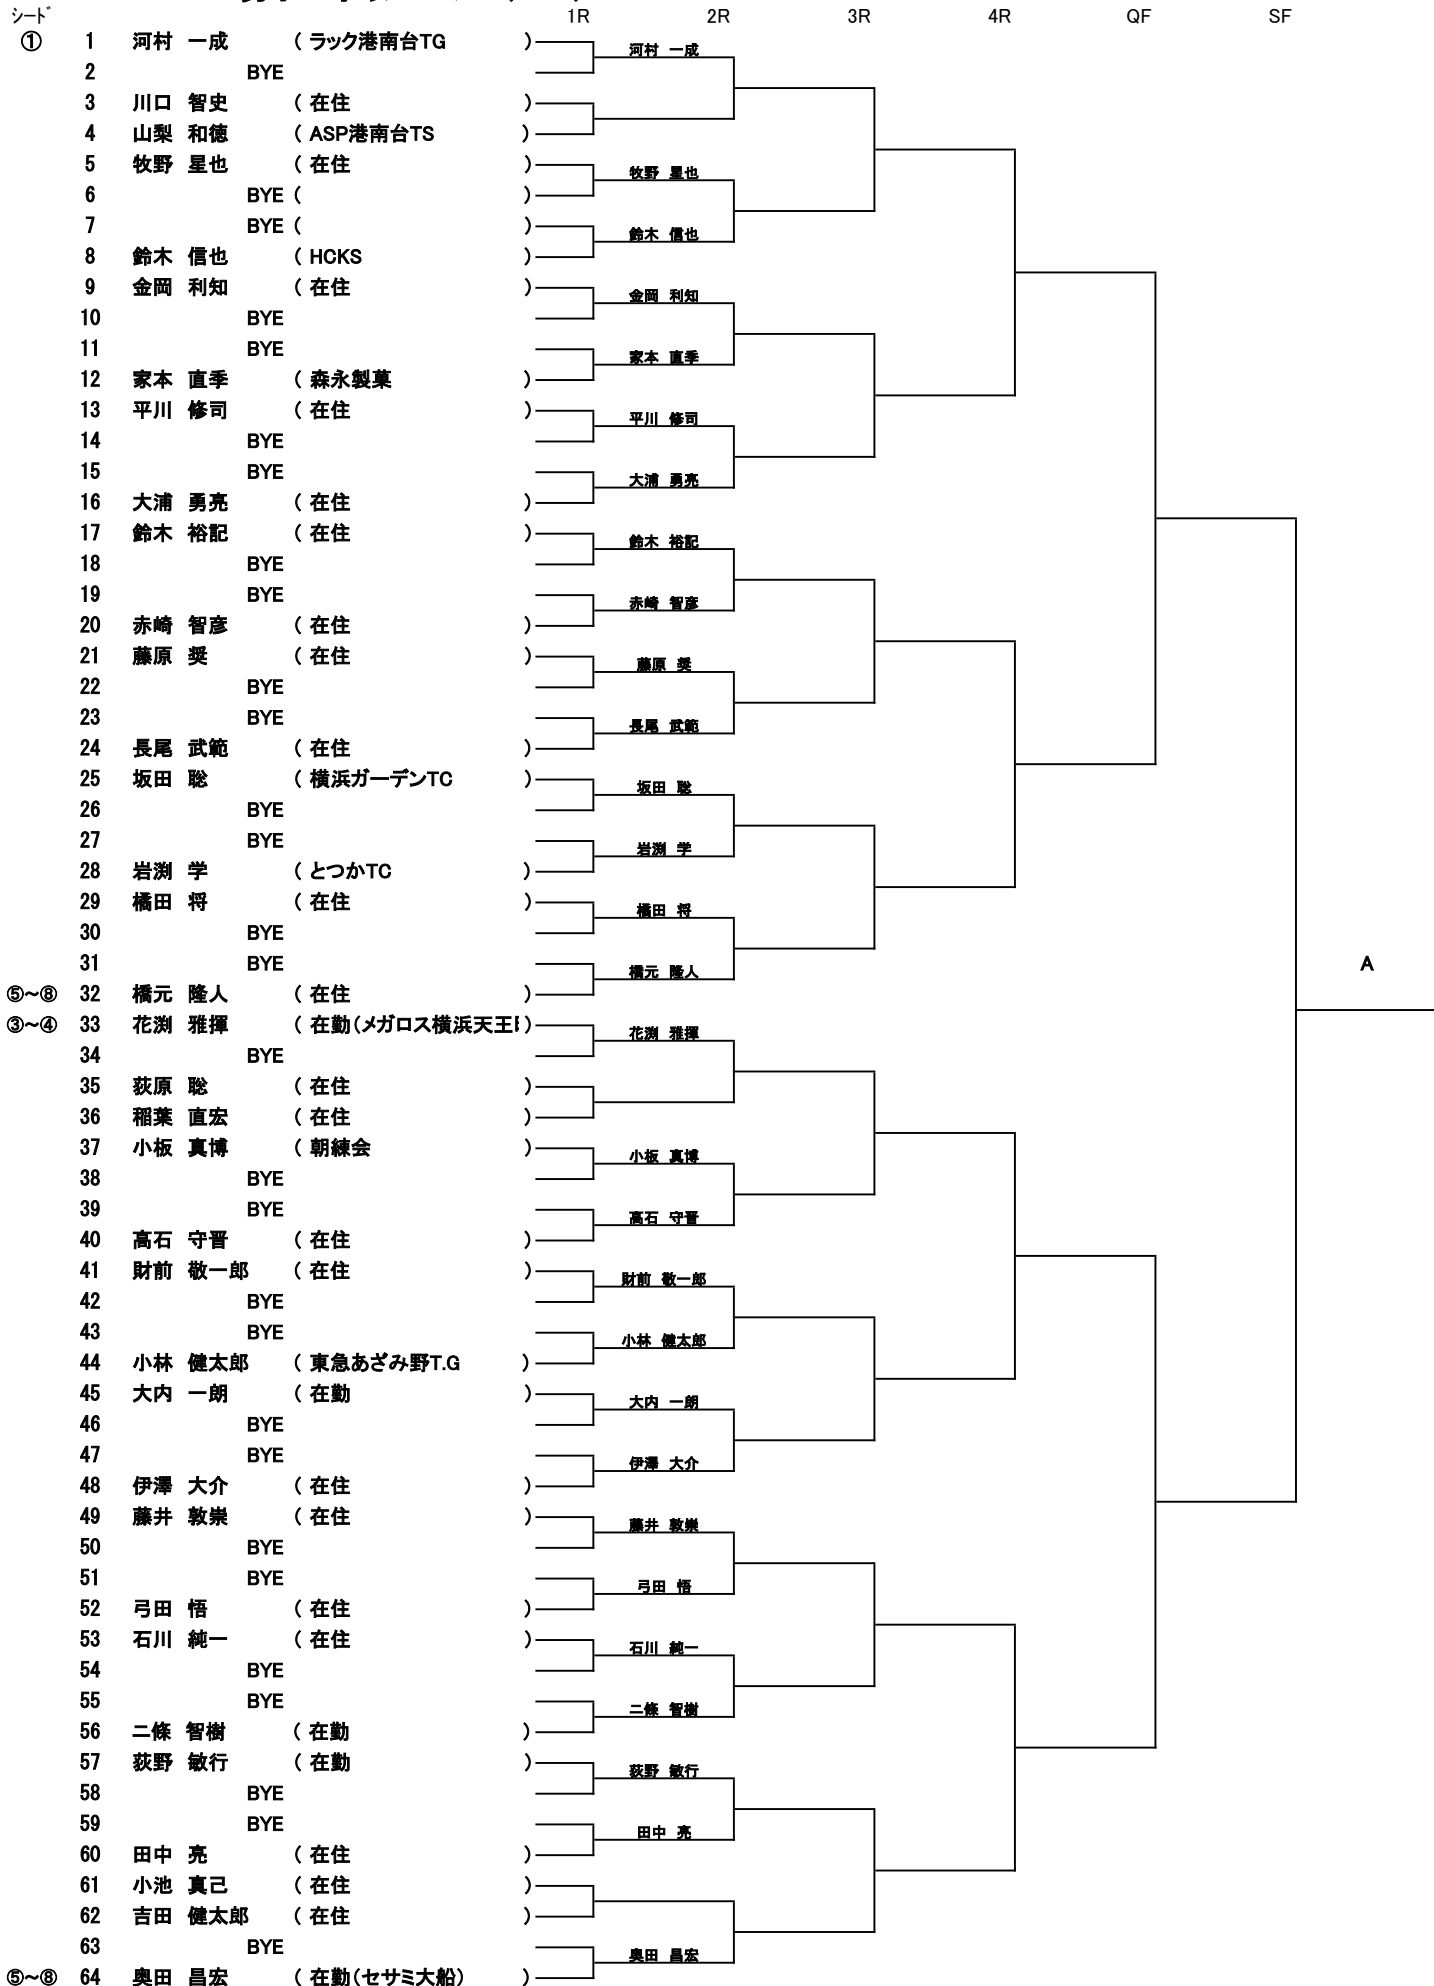 シード 1R 2R 3R 4R QF SF
① 1 河村 一成 ( ラック港南台TG )
河村 一成
2 BYE
3 川口 智史 ( 在住 )
4 山梨 和徳 ( ASP港南台TS )
5 牧野 星也 ( 在住 )
牧野 星也
6 BYE ( )
7 BYE ( )
鈴木 信也
8 鈴木 信也 ( HCKS )
9 金岡 利知 ( 在住 )
金岡 利知
10 BYE
11 BYE
家本 直季
12 家本 直季 ( 森永製菓 )
13 平川 修司 ( 在住 )
平川 修司
14 BYE
15 BYE
大浦 勇亮
16 大浦 勇亮 ( 在住 )
17 鈴木 裕記 ( 在住 )
鈴木 裕記
18 BYE
19 BYE
赤崎 智彦
20 赤崎 智彦 ( 在住 )
21 藤原 奨 ( 在住 )
藤原 奨
22 BYE
23 BYE
長尾 武範
24 長尾 武範 ( 在住 )
25 坂田 聡 ( 横浜ガーデンTC )
坂田 聡
26 BYE
27 BYE
岩渕 学
28 岩渕 学 ( とつかTC )
29 橘田 将 ( 在住 )
橘田 将
30 BYE
31 BYE
A
橋元 隆人
⑤～⑧ 32 橋元 隆人 ( 在住 )
③～④ 33 花渕 雅揮 ( 在勤(メガロス横浜天王 )
花渕 雅揮
34 BYE
35 荻原 聡 ( 在住 )
36 稲葉 直宏 ( 在住 )
37 小板 真博 ( 朝練会 )
小板 真博
38 BYE
39 BYE
高石 守晋
40 高石 守晋 ( 在住 )
41 財前 敬一郎 ( 在住 )
財前 敬一郎
42 BYE
43 BYE
小林 健太郎
44 小林 健太郎 ( 東急あざみ野T.G )
45 大内 一朗 ( 在勤 )
大内 一朗
46 BYE
47 BYE
伊澤 大介
48 伊澤 大介 ( 在住 )
49 藤井 敦崇 ( 在住 )
藤井 敦崇
50 BYE
51 BYE
弓田 悟
52 弓田 悟 ( 在住 )
53 石川 純一 ( 在住 )
石川 純一
54 BYE
55 BYE
二條 智樹
56 二條 智樹 ( 在勤 )
57 荻野 敏行 ( 在勤 )
荻野 敏行
58 BYE
59 BYE
田中 亮
60 田中 亮 ( 在住 )
61 小池 真己 ( 在住 )
62 吉田 健太郎 ( 在住 )
63 BYE
奥田 昌宏
⑤～⑧ 64 奥田 昌宏 ( 在勤(セサミ大船) )